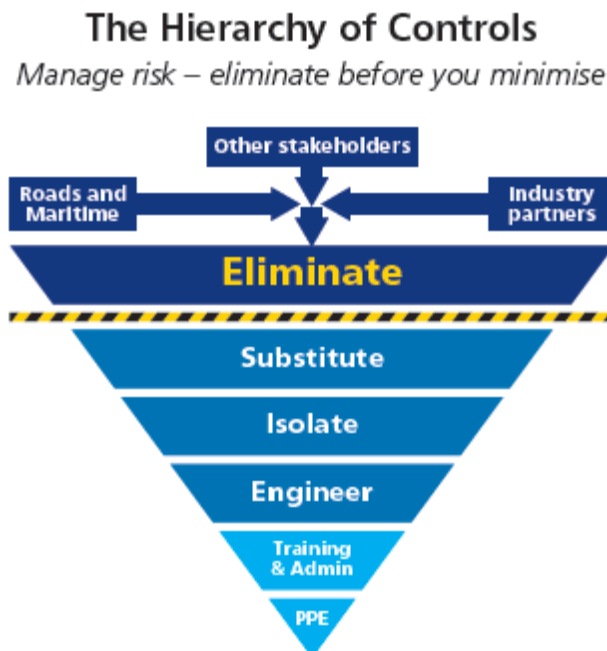 The Hierarchy of Controls
Manage risk – eliminate before you minimise
Other stakeholders
Roads and
Maritime
Industry
partners
Eliminate
Substitute
Isolate
Engineer
Training
& Admin
PPE